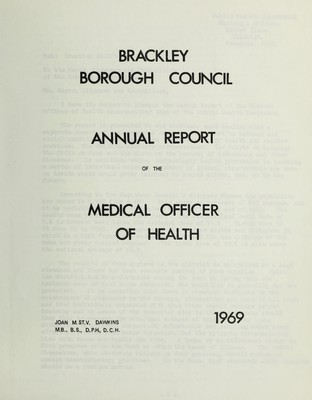 BRACKLEY
BOROUGH COUNCIL
ANNUAL REPORT
OF THE
MEDICAL OFFICER
OF HEALTH
JOAN M.ST.V. DAWKINS
M.B., B.S., D.P.H., D.C.H.
1969